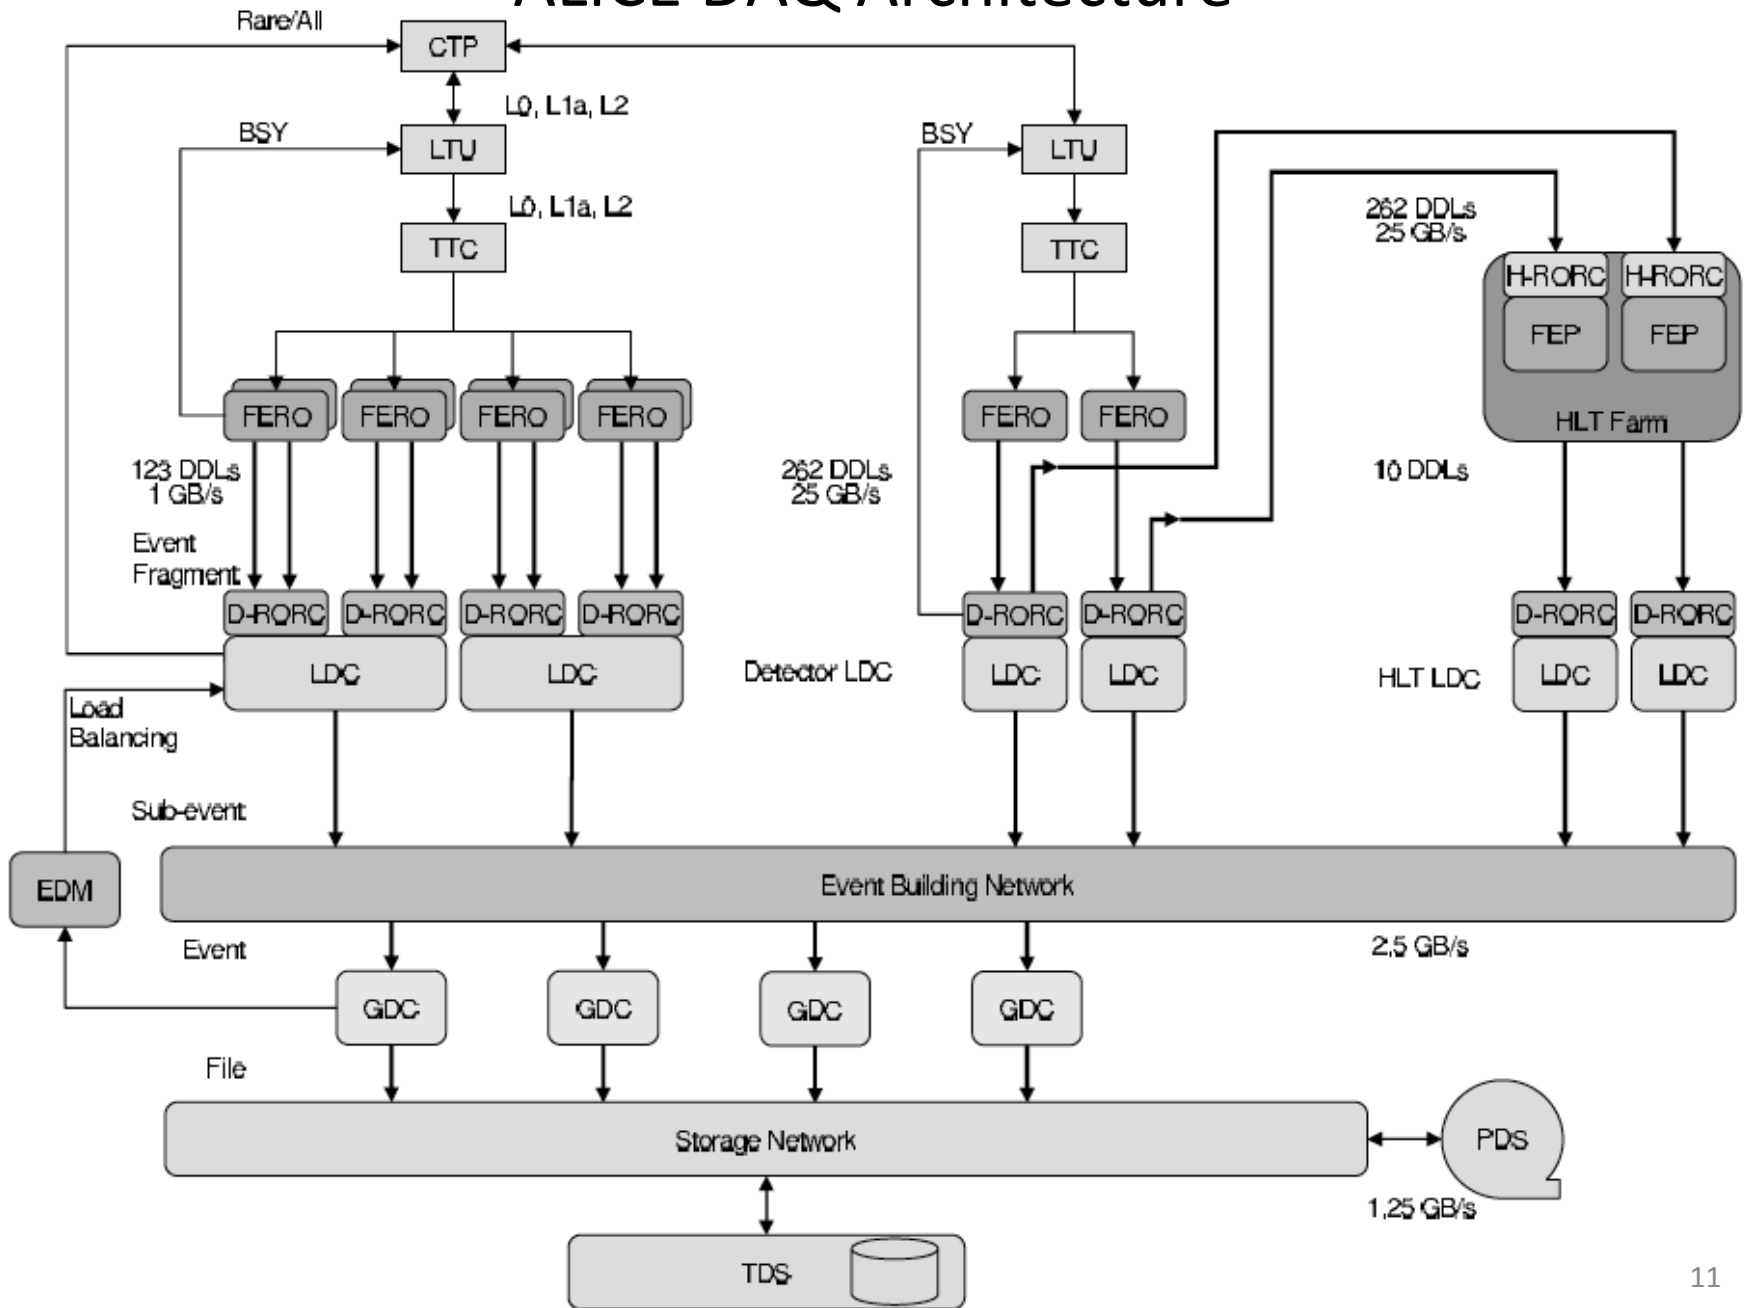 ALICE DAQ Architecture
Rare/All
CTP
L0, L1a, L2
BSY
LTU
BSY
LTU
L0, L1a, L2
262 DDLs
25 GB/s
TTC
TTC
H-RORC
H-RORC
FEP
FEP
HLT Farm
FERO
FERO
FERO
FERO
FERO
FERO
123 DDLs
1 GB/s
262 DDLs
25 GB/s
10 DDLs
Event
Fragment
D-RORC
D-RORC
D-RORC
D-RORC
D-RORC
D-RORC
D-RORC
D-RORC
LDC
LDC
Detector LDC
LDC
LDC
HLT LDC
LDC
LDC
Load
Balancing
Sub-event
EDM
Event Building Network
Event
2,5 GB/s
GDC
GDC
GDC
GDC
File
Storage Network
PDS
1,25 GB/s
TDS
11